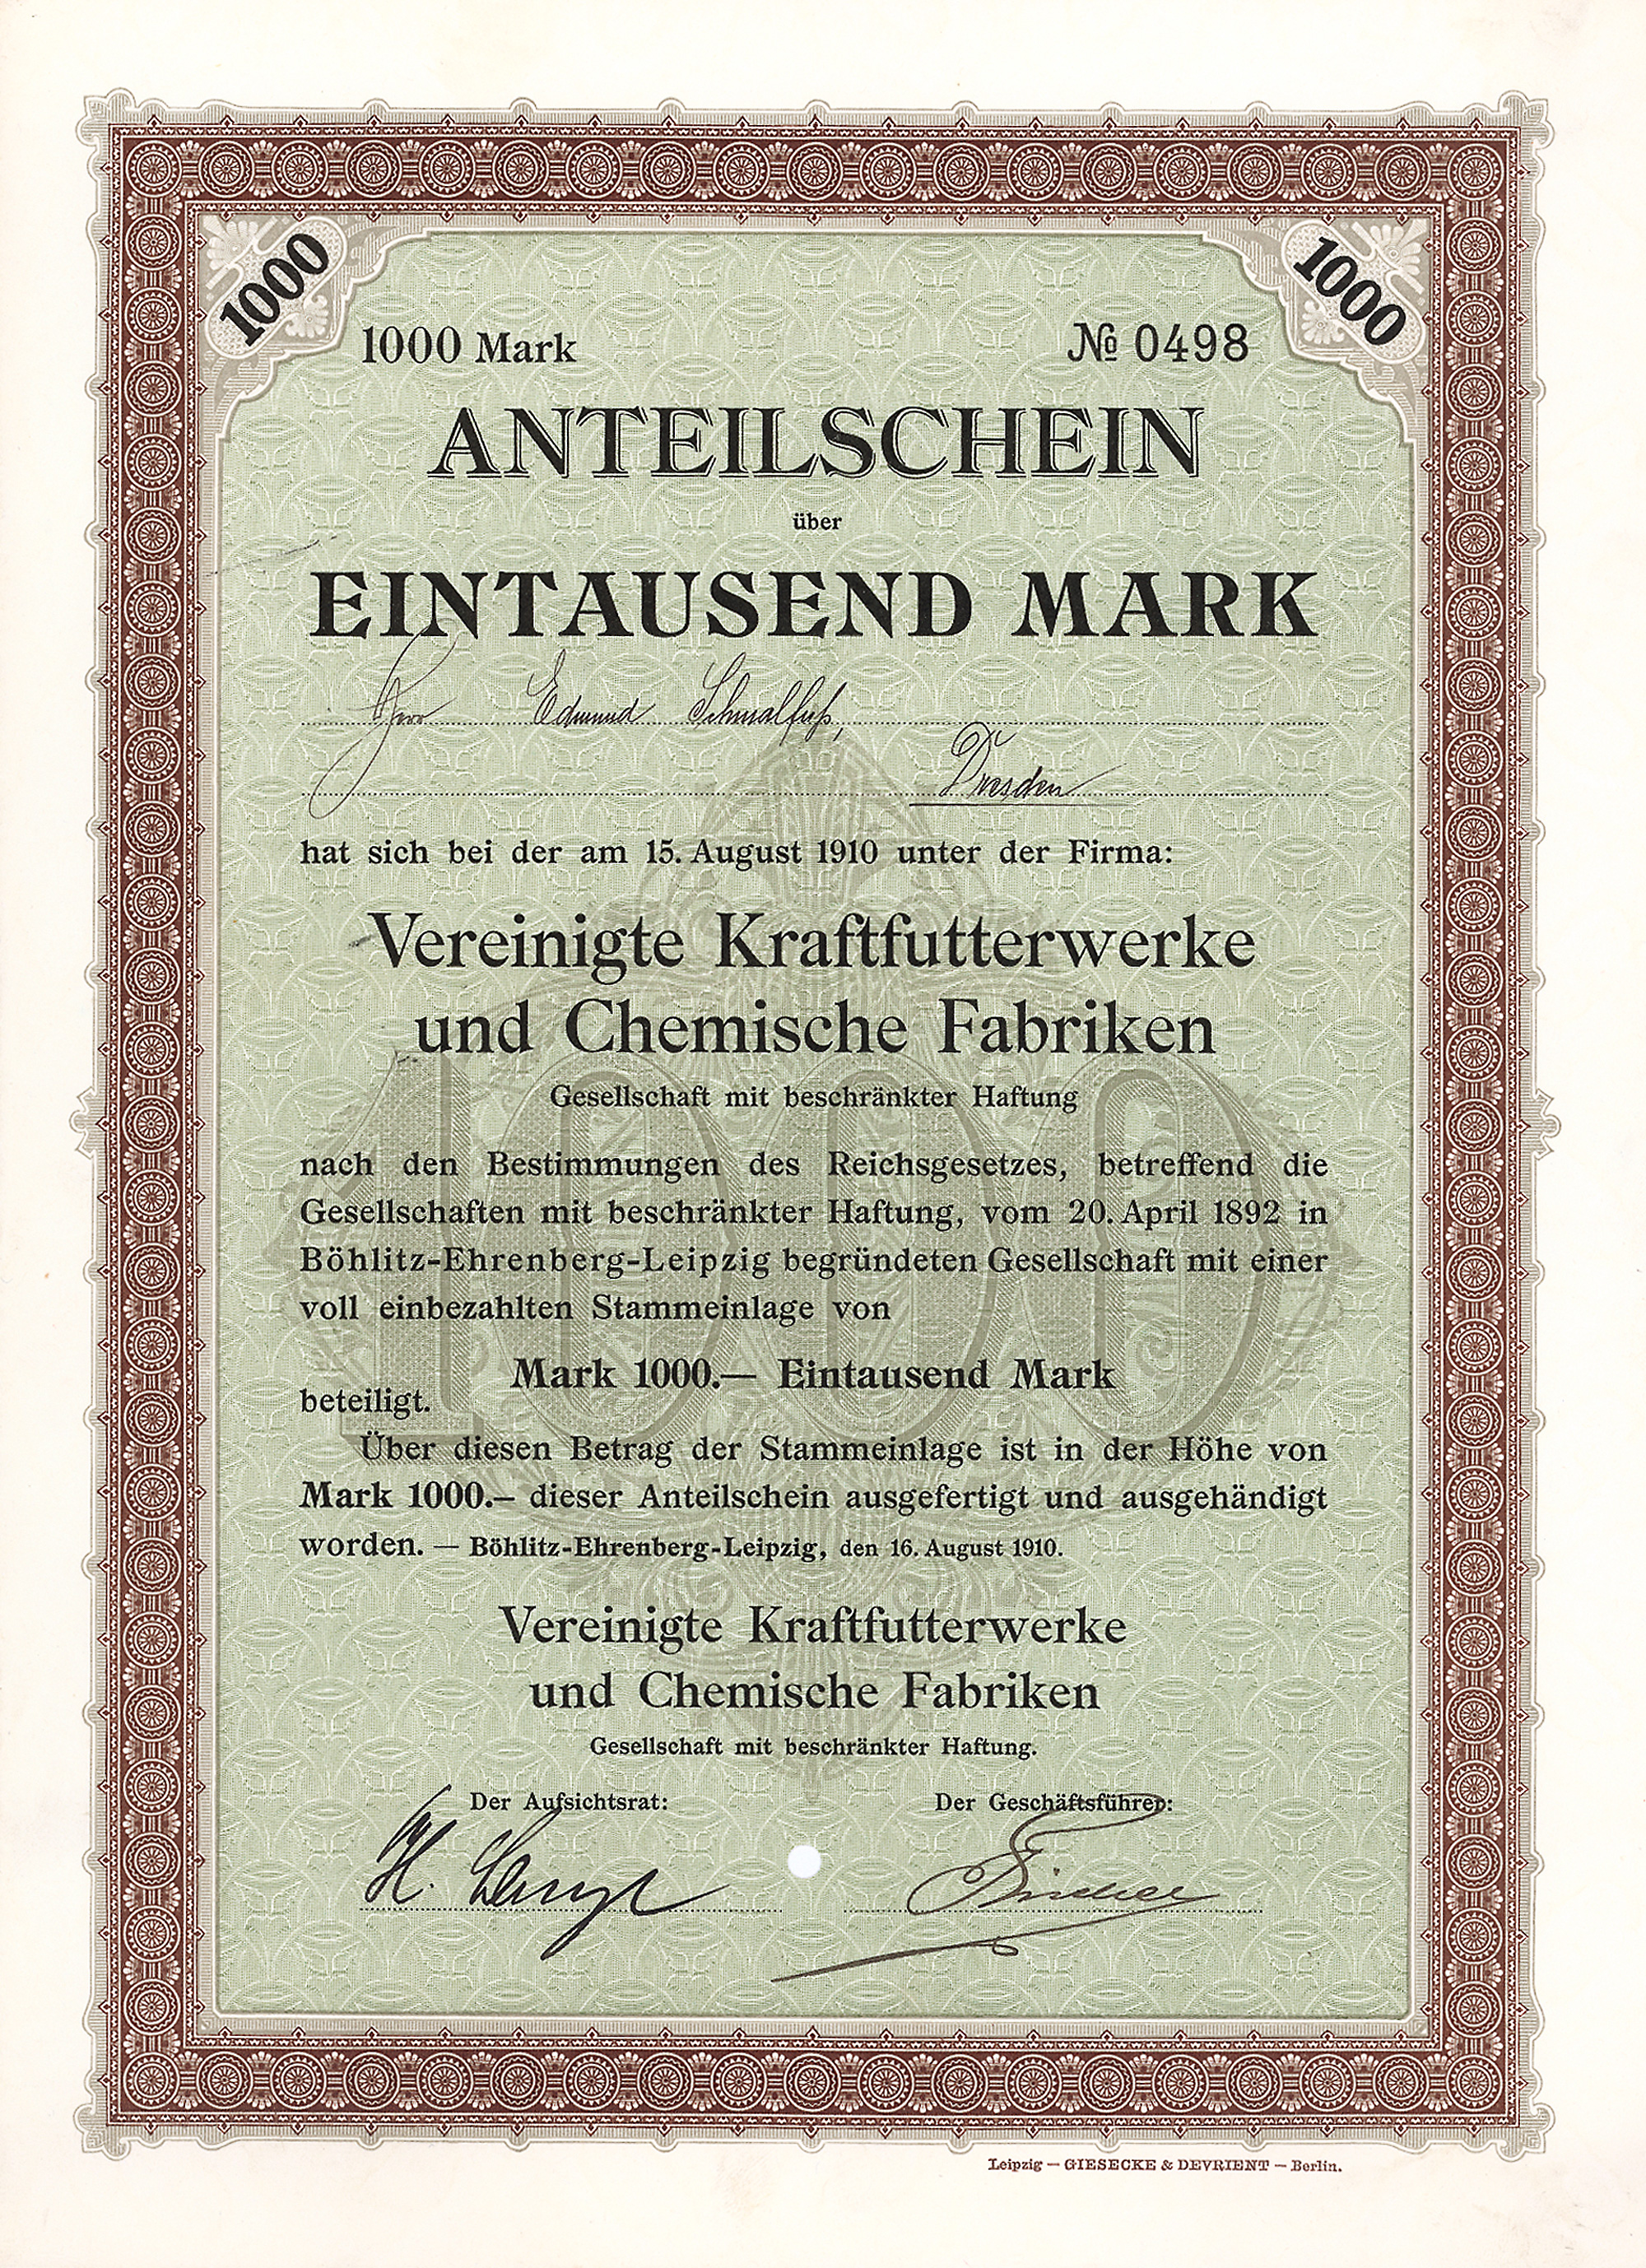 1000 1000
1000 Mark № 0498
ANTEILSCHEIN
über
EINTAUSEND MARK
Herr Edmund Schmalfuß,
Dresden
hat sich bei der am 15. August 1910 unter der Firma:
Vereinigte Kraftfutterwerke
und Chemische Fabriken
Gesellschaft mit beschränkter Haftung
1000
nach den Bestimmungen des Reichsgesetzes, betreffend die
Gesellschaften mit beschränkter Haftung, vom 20. April 1892 in
Böhlitz-Ehrenberg-Leipzig begründeten Gesellschaft mit einer
voll einbezahlten Stammeinlage von
Mark 1000.— Eintausend Mark
beteiligt.
Über diesen Betrag der Stammeinlage ist in der Höhe von
Mark 1000.– dieser Anteilschein ausgefertigt und ausgehändigt
worden. — Böhlitz-Ehrenberg-Leipzig, den 16. August 1910.
Vereinigte Kraftfutterwerke
und Chemische Fabriken
Gesellschaft mit beschränkter Haftung.
Der Aufsichtsrat: Der Geschäftsführer:
H.
Leipzig — GIESECKE & DEVRIENT — Berlin.